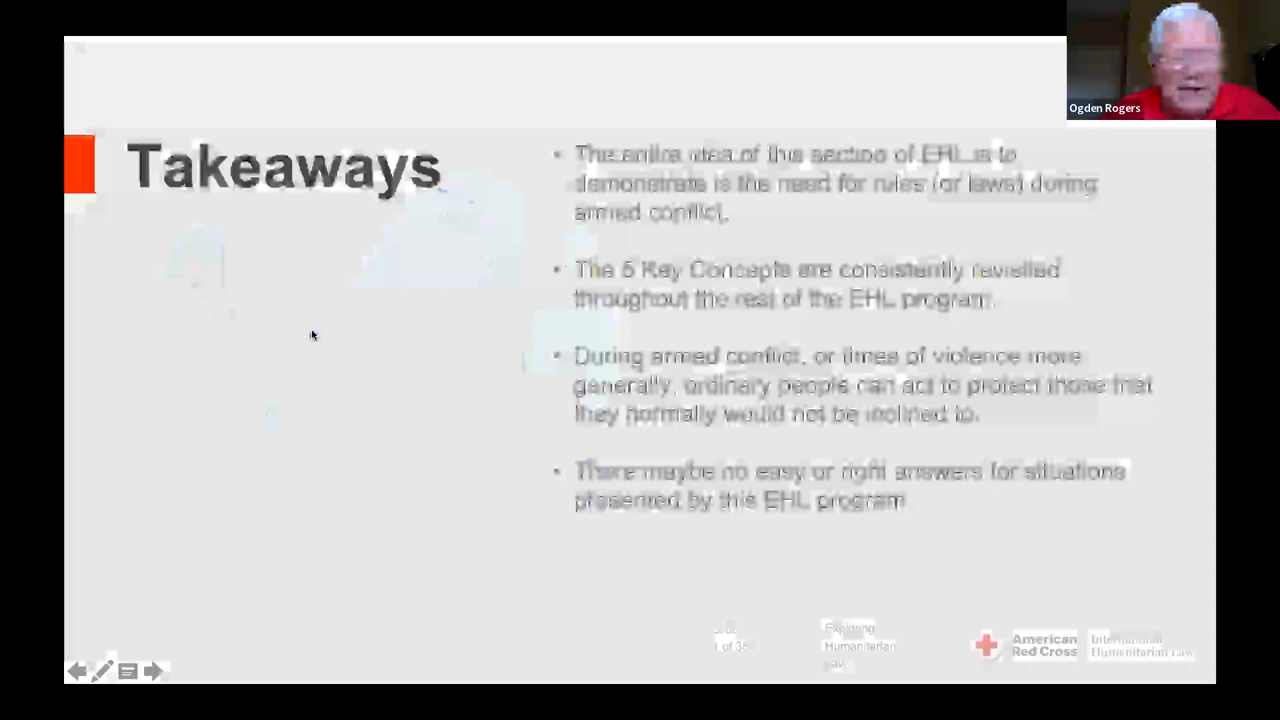 Ogden Rogers
Takeaways
• The entire idea of this section of EHL is to
demonstrate is the need for rules (or laws) during
armed conflict.
• The 5 Key Concepts are consistently revisited
throughout the rest of the EHL program.
• During armed conflict, or times of violence more
generally, ordinary people can act to protect those that
they normally would not be inclined to.
• There maybe no easy or right answers for situations
presented by this EHL program
Exploring
Humanitarian
Law
1 of 35
American
Red Cross
International
Humanitarian Law